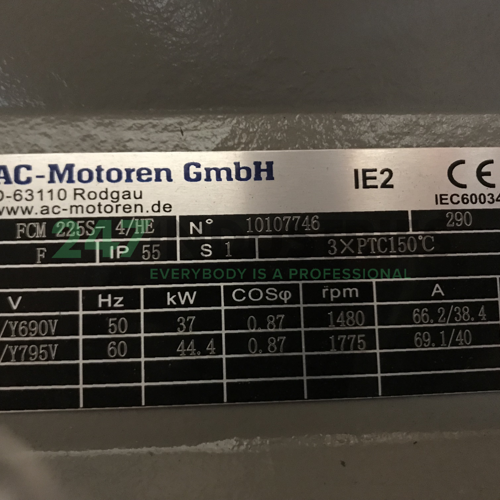 AC-Motoren GmbH IE2 CE
D-63110 Rodgau IEC60034
www.ac-motoren.de
FCM 225S- 4/HE N° 10107746 290
F IP 55 S 1 3×PTC150℃
247
EVERYBODY IS A PROFESSIONAL
V Hz kW COSφ rpm A
/Y690V 50 37 0.87 1480 66.2/38.4
/Y795V 60 44.4 0.87 1775 69.1/40